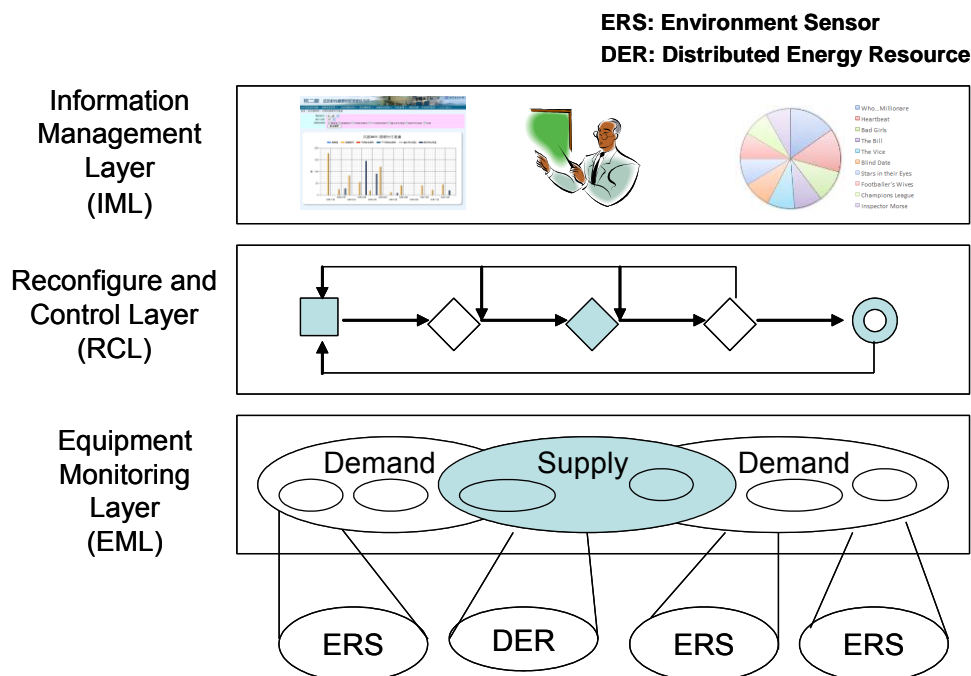 ERS: Environment Sensor
DER: Distributed Energy Resource
Information
Management
Layer
(IML)
Who...Millionare
Heartbeat
Bad Girls
The Bill
The Vice
Blind Date
Stars in their Eyes
Footballer's Wives
Champions League
Inspector Morse
Reconfigure and
Control Layer
(RCL)
Equipment
Monitoring
Layer
(EML)
Demand
Supply
Demand
ERS
DER
ERS
ERS